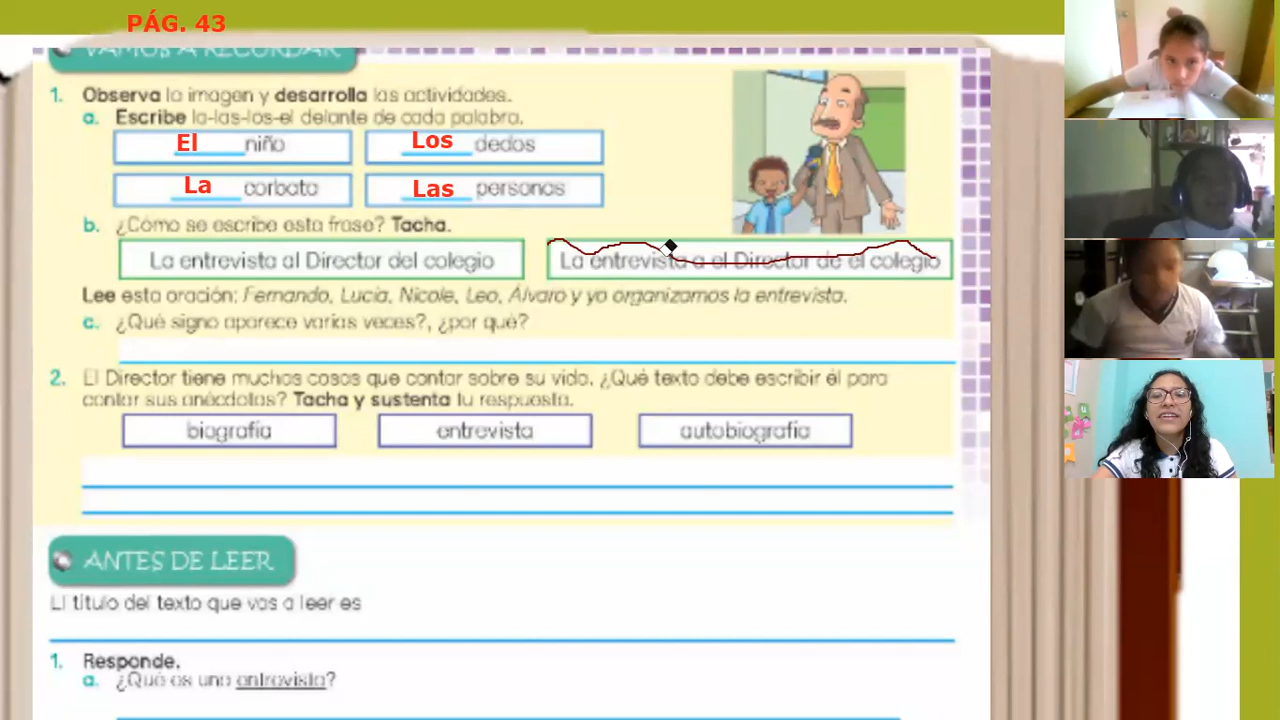 PÁG. 43
VAMOS A RECORDAR
1. Observa la imagen y desarrolla las actividades.
a. Escribe la-las-los-el delante de cada palabra.
El niño Los dedos
La corbata Las personas
b. ¿Cómo se escribe esta frase? Tacha.
La entrevista al Director del colegio La entrevista a el Director de el colegio
Lee esta oración: Fernando, Lucía, Nicole, Leo, Álvaro y yo organizamos la entrevista.
c. ¿Qué signo aparece varias veces?, ¿por qué?
2. El Director tiene muchas cosas que contar sobre su vida. ¿Qué texto debe escribir él para
contar sus anécdotas? Tacha y sustenta tu respuesta.
biografía entrevista autobiografía
ANTES DE LEER
El título del texto que vas a leer es
1. Responde.
a. ¿Qué es una entrevista?